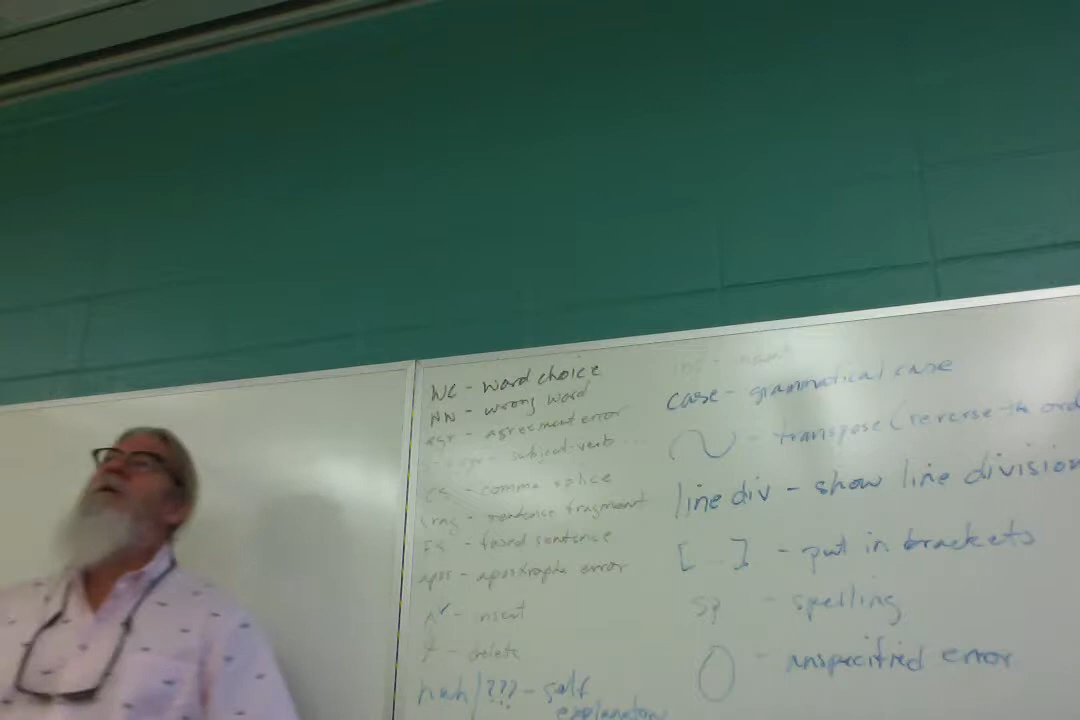 WC - word choice
WW - wrong word
agr - agreement error
subject-verb ...
cs - comma splice
frag - sentence fragment
FS - fused sentence
apos - apostrophe error
- insert
- delete
huh/??? - self
explanatory
case - grammatical case
- transpose (reverse th ord
line div - show line division
[ ] - put in brackets
sp - spelling
- unspecified error